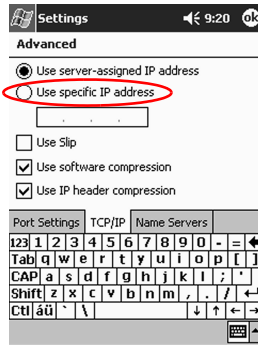 Settings 9:20 ok
Advanced
Use server-assigned IP address
Use specific IP address
. . .
Use Slip
Use software compression
Use IP header compression
Port Settings TCP/IP Name Servers
123 1 2 3 4 5 6 7 8 9 0 - =
Tab q w e r t y u i o p [ ]
CAP a s d f g h j k l ; '
Shift z x c v b n m , . /
Ctl áü ` \